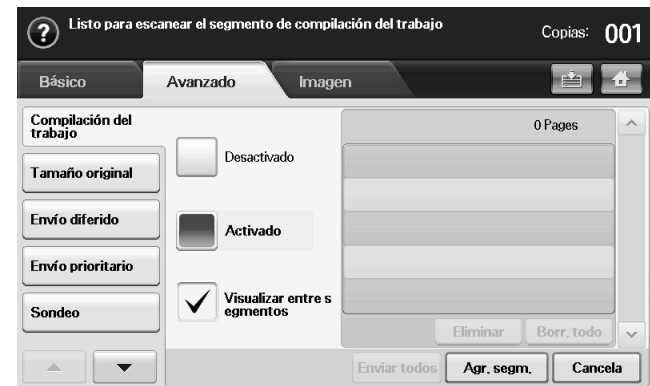 Listo para escanear el segmento de compilación del trabajo
Copias: 001
Básico
Avanzado
Imagen
Compilación del
trabajo
Tamaño original
Envío diferido
Envío prioritario
Sondeo
Desactivado
Activado
Visualizar entre s
egmentos
0 Pages
Eliminar
Borr. todo
Enviar todos
Agr. segm.
Cancela